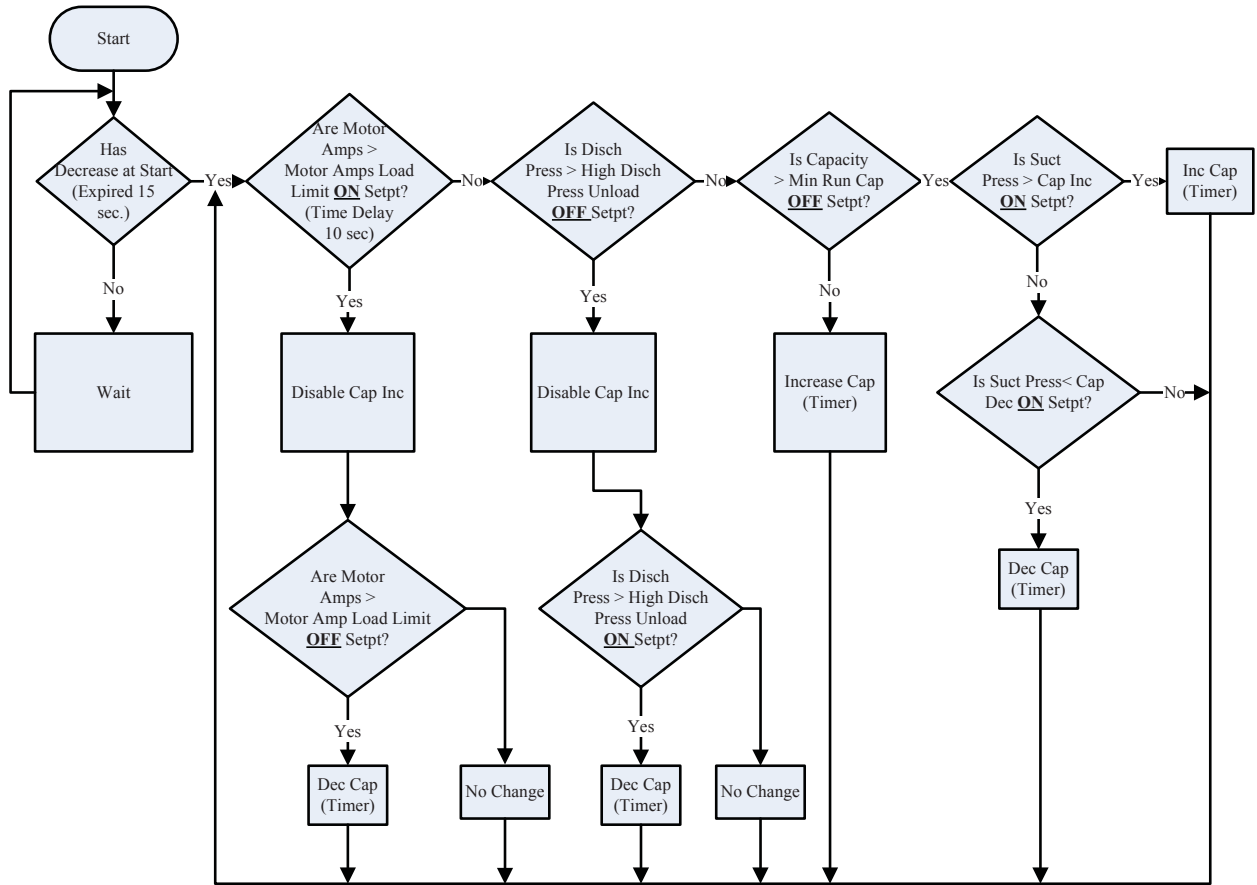 Start
Has
Decrease at Start
(Expired 15
sec.)
Yes
No
Wait
Are Motor
Amps >
Motor Amps Load
Limit ON Setpt?
(Time Delay
10 sec)
No
Yes
Disable Cap Inc
Are Motor
Amps >
Motor Amp Load Limit
OFF Setpt?
Yes
Dec Cap
(Timer)
No Change
Is Disch
Press > High Disch
Press Unload
OFF Setpt?
No
Yes
Disable Cap Inc
Is Disch
Press > High Disch
Press Unload
ON Setpt?
Yes
Dec Cap
(Timer)
No Change
Is Capacity
> Min Run Cap
OFF Setpt?
Yes
No
Increase Cap
(Timer)
Is Suct
Press > Cap Inc
ON Setpt?
Yes
Inc Cap
(Timer)
No
Is Suct Press< Cap
Dec ON Setpt?
No
Yes
Dec Cap
(Timer)